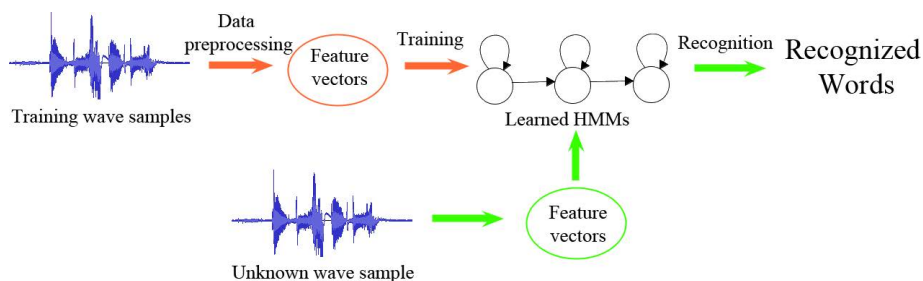 Data
preprocessing
Feature
vectors
Training
Recognition
Recognized
Words
Training wave samples
Learned HMMs
Feature
vectors
Unknown wave sample